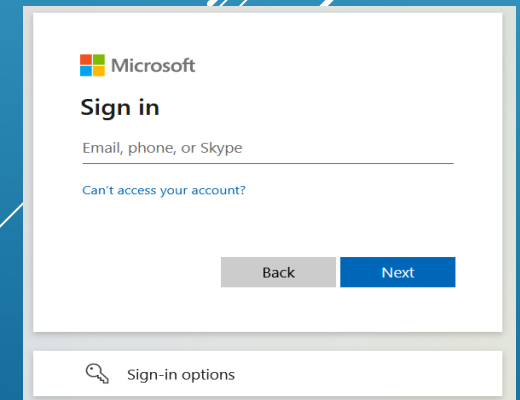 Microsoft
Sign in
Email, phone, or Skype
Can't access your account?
Back
Next
Sign-in options